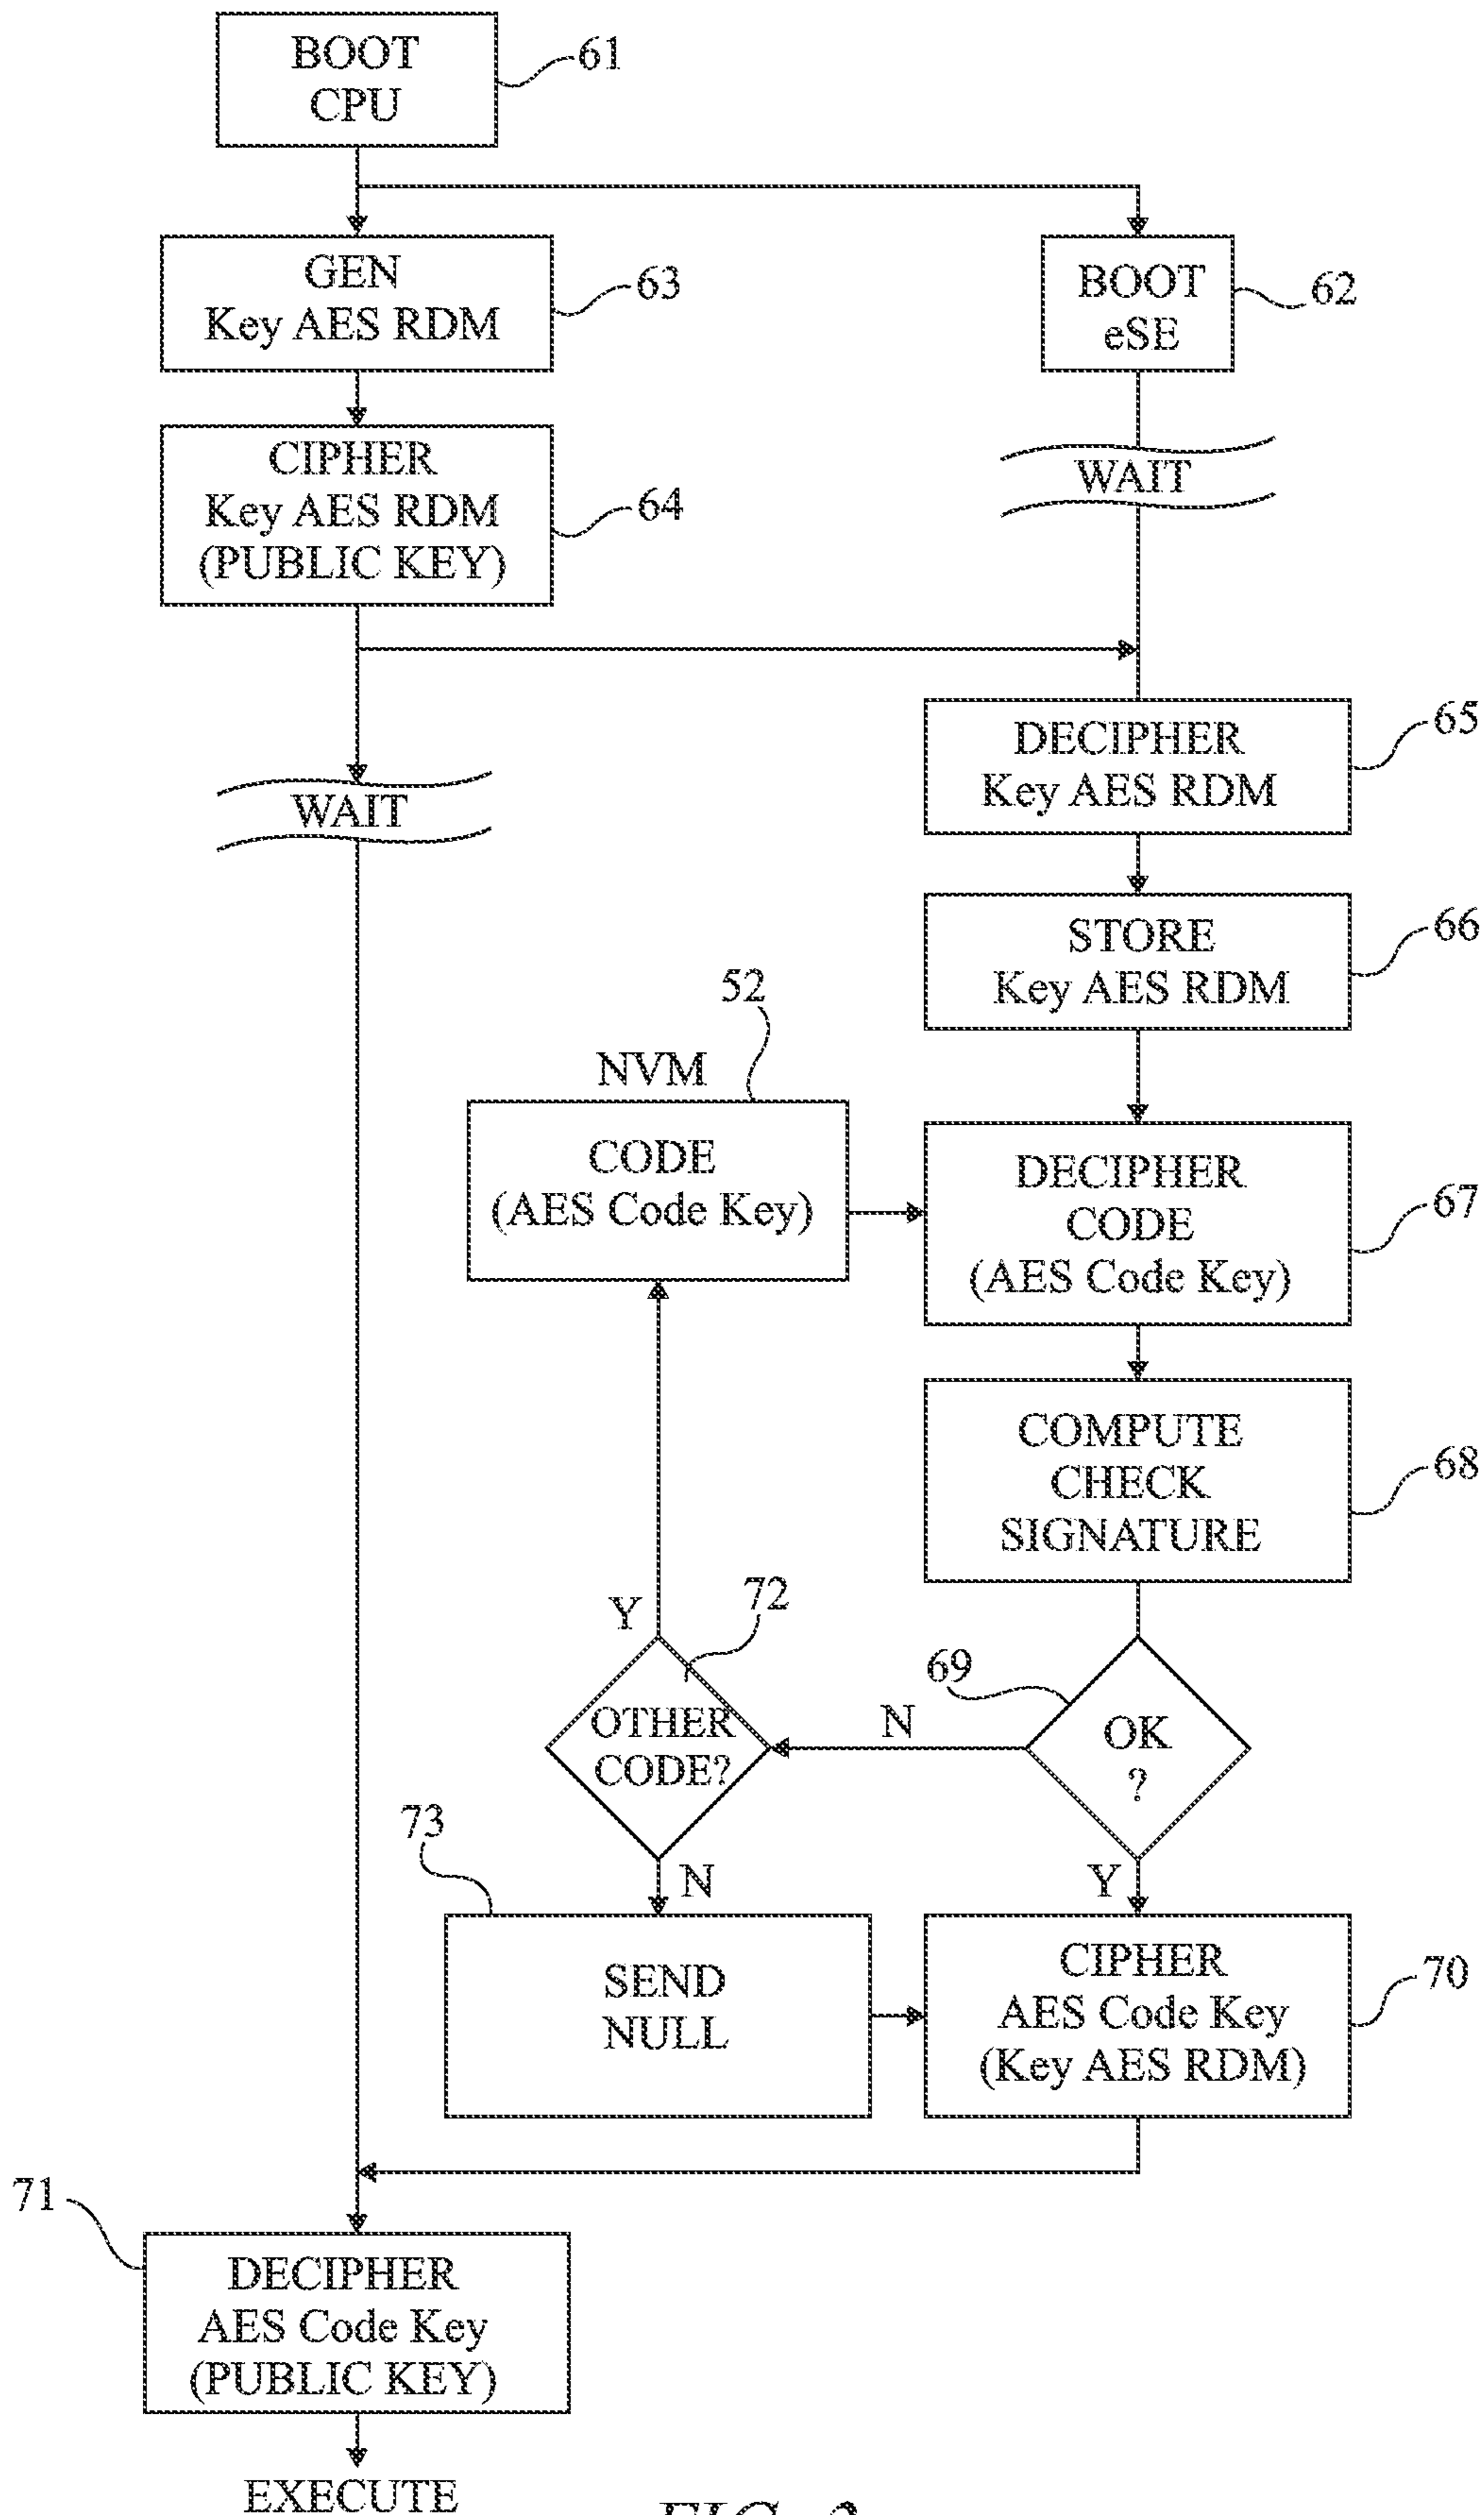 BOOT
CPU
61
GEN
Key AES RDM
63
BOOT
eSE
62
CIPHER
Key AES RDM
(PUBLIC KEY)
64
WAIT
DECIPHER
Key AES RDM
65
WAIT
STORE
Key AES RDM
66
52
NVM
CODE
(AES Code Key)
DECIPHER
CODE
(AES Code Key)
67
COMPUTE
CHECK
SIGNATURE
68
Y
72
69
OTHER
CODE?
N
OK
?
73
N
Y
SEND
NULL
CIPHER
AES Code Key
(Key AES RDM)
70
71
DECIPHER
AES Code Key
(PUBLIC KEY)
EXECUTE